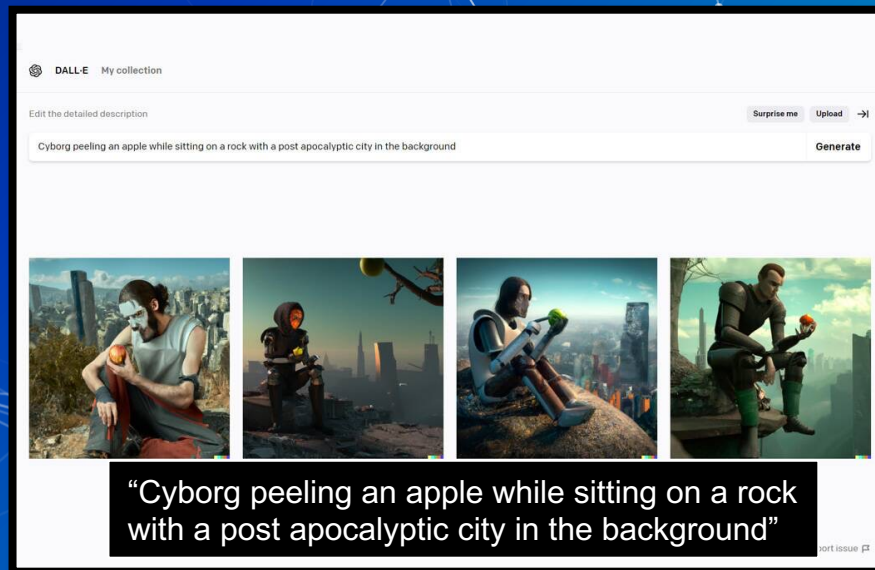 DALL·E My collection
Edit the detailed description
Surprise me Upload
Cyborg peeling an apple while sitting on a rock with a post apocalyptic city in the background Generate
“Cyborg peeling an apple while sitting on a rock
with a post apocalyptic city in the background”
issue